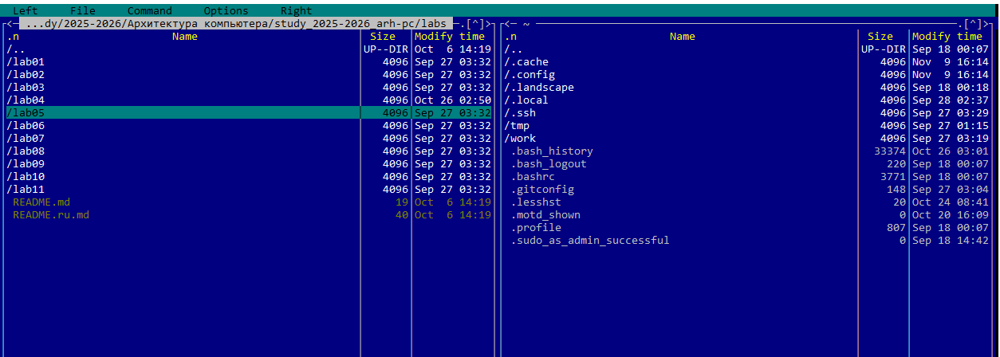 Left File Command Options Right
...dy/2025-2026/Архитектура компьютера/study_2025-2026_arh-pc/labs .[^]>
.n Name Size Modify time
/.. UP--DIR Oct 6 14:19
/lab01 4096 Sep 27 03:32
/lab02 4096 Sep 27 03:32
/lab03 4096 Sep 27 03:32
/lab04 4096 Oct 26 02:50
/lab05 4096 Sep 27 03:32
/lab06 4096 Sep 27 03:32
/lab07 4096 Sep 27 03:32
/lab08 4096 Sep 27 03:32
/lab09 4096 Sep 27 03:32
/lab10 4096 Sep 27 03:32
/lab11 4096 Sep 27 03:32
README.md 19 Oct 6 14:19
README.ru.md 40 Oct 6 14:19
<─ ~ .[^]>
.n Name Size Modify time
/.. UP--DIR Sep 18 00:07
/.cache 4096 Nov 9 16:14
/.config 4096 Nov 9 16:14
/.landscape 4096 Sep 18 00:18
/.local 4096 Sep 28 02:37
/.ssh 4096 Sep 27 03:29
/tmp 4096 Sep 27 01:15
/work 4096 Sep 27 03:19
.bash_history 33374 Oct 26 03:01
.bash_logout 220 Sep 18 00:07
.bashrc 3771 Sep 18 00:07
.gitconfig 148 Sep 27 03:04
.lesshst 20 Oct 24 08:41
.motd_shown 0 Oct 20 16:09
.profile 807 Sep 18 00:07
.sudo_as_admin_successful 0 Sep 18 14:42